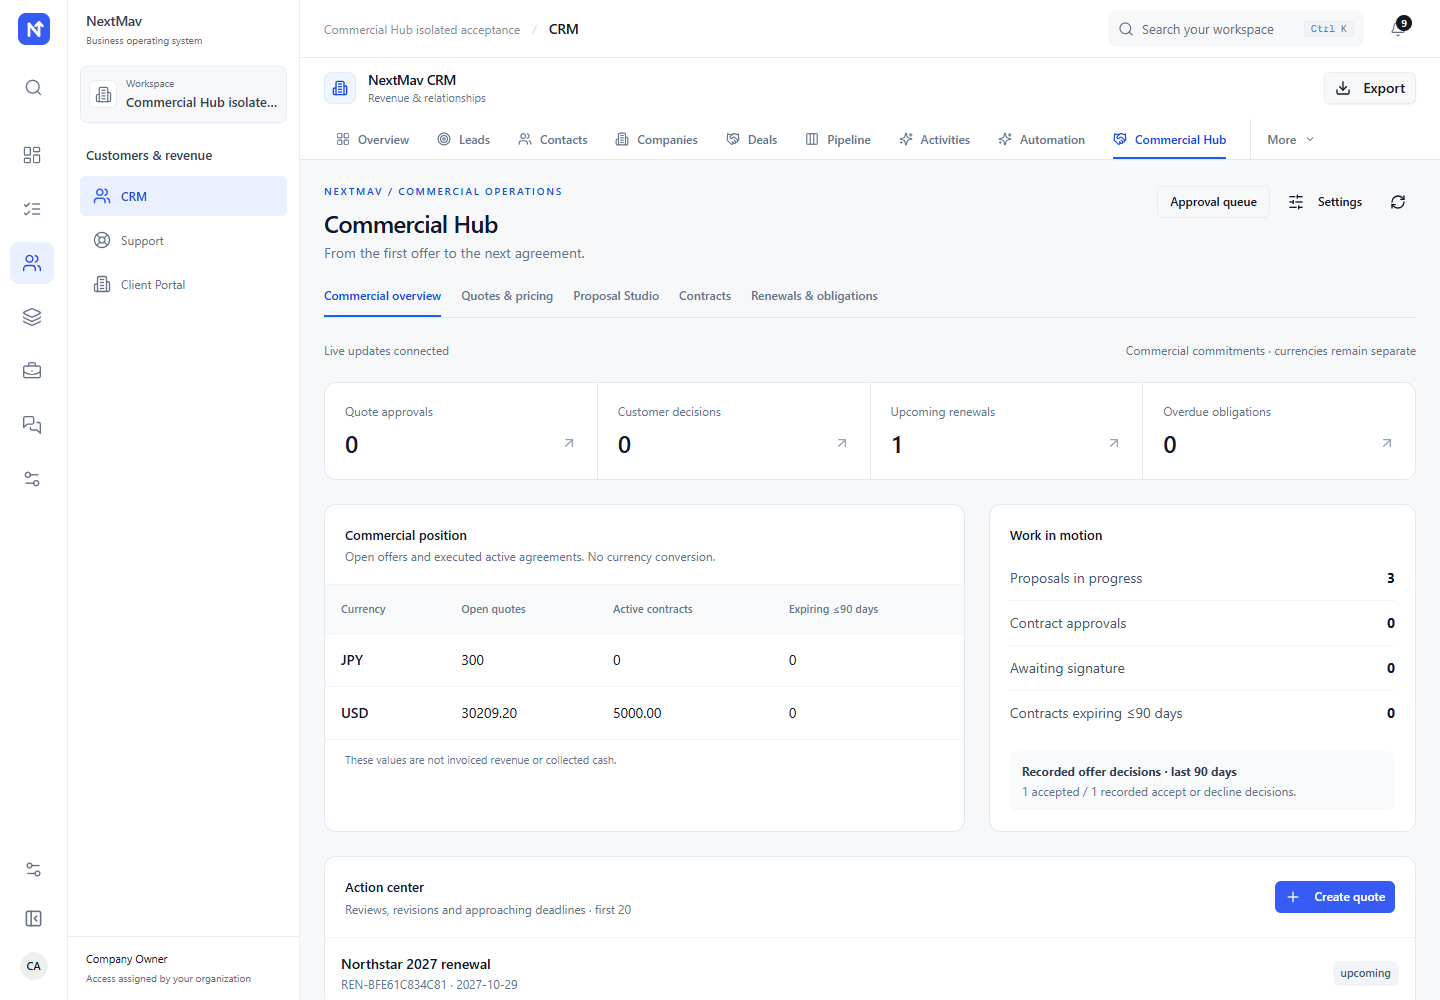 NextMav
Business operating system
Workspace
Commercial Hub isolate...
Customers & revenue
CRM
Support
Client Portal
Company Owner
Access assigned by your organization
CA
Commercial Hub isolated acceptance / CRM
Search your workspace Ctrl K
9
NextMav CRM
Revenue & relationships
Export
Overview Leads Contacts Companies Deals Pipeline Activities Automation Commercial Hub More
NEXTMAV / COMMERCIAL OPERATIONS
Commercial Hub
From the first offer to the next agreement.
Approval queue Settings
Commercial overview Quotes & pricing Proposal Studio Contracts Renewals & obligations
Live updates connected Commercial commitments · currencies remain separate
Quote approvals
0
Customer decisions
0
Upcoming renewals
1
Overdue obligations
0
Commercial position
Open offers and executed active agreements. No currency conversion.
Currency Open quotes Active contracts Expiring ≤90 days
JPY 300 0 0
USD 30209.20 5000.00 0
These values are not invoiced revenue or collected cash.
Work in motion
Proposals in progress 3
Contract approvals 0
Awaiting signature 0
Contracts expiring ≤90 days 0
Recorded offer decisions · last 90 days
1 accepted / 1 recorded accept or decline decisions.
Action center
Reviews, revisions and approaching deadlines · first 20
Create quote
Northstar 2027 renewal
REN-BFE61C834C81 · 2027-10-29
upcoming